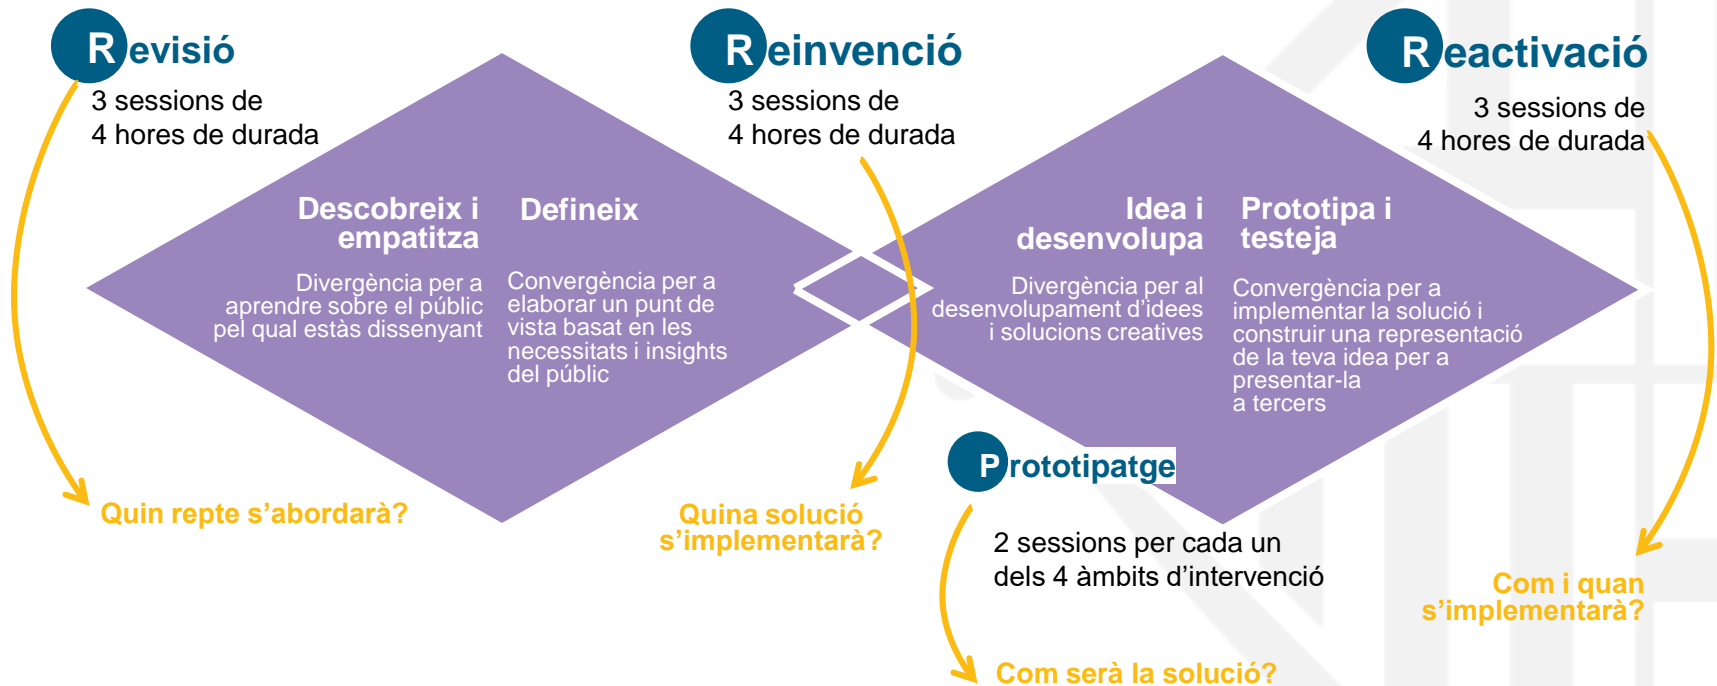 Revisió
3 sessions de
4 hores de durada
Descobreix i
empatitza
Divergència per a
aprendre sobre el públic
pel qual estàs dissenyant
Defineix
Convergència per a
elaborar un punt de
vista basat en les
necessitats i insights
del públic
Quin repte s’abordarà?
Reinvenció
3 sessions de
4 hores de durada
Quina solució
s’implementarà?
Idea i
desenvolupa
Divergència per al
desenvolupament d’idees
i solucions creatives
Prototipa i
testeja
Convergència per a
implementar la solució i
construir una representació
de la teva idea per a
presentar-la
a tercers
Prototipatge
2 sessions per cada un
dels 4 àmbits d’intervenció
Com serà la solució?
Reactivació
3 sessions de
4 hores de durada
Com i quan
s’implementarà?